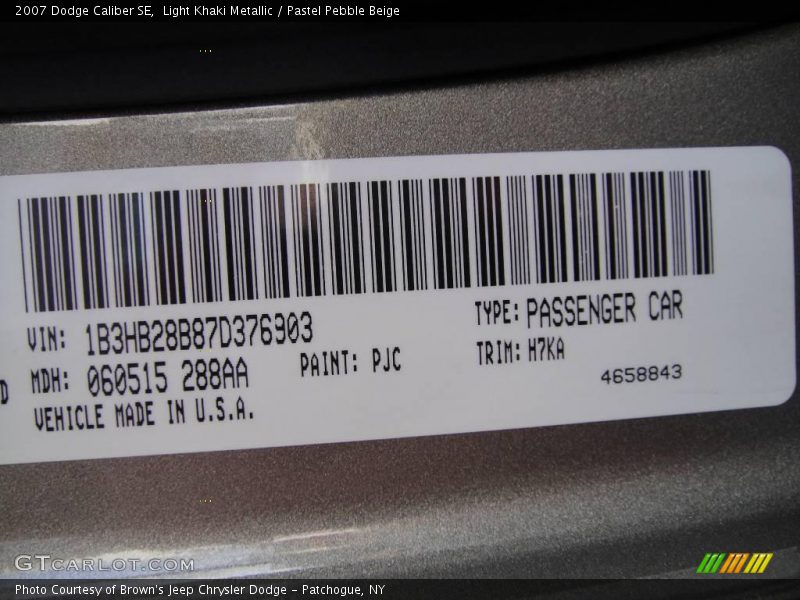 2007 Dodge Caliber SE,  Light Khaki Metallic / Pastel Pebble Beige
VIN: 1B3HB28B87D376903
TYPE: PASSENGER CAR
MDH: 060515 288AA
PAINT: PJC
TRIM: H7KA
D
VEHICLE MADE IN U.S.A.
4658843
GTCARLOT.COM
Photo Courtesy of Brown's Jeep Chrysler Dodge - Patchogue, NY